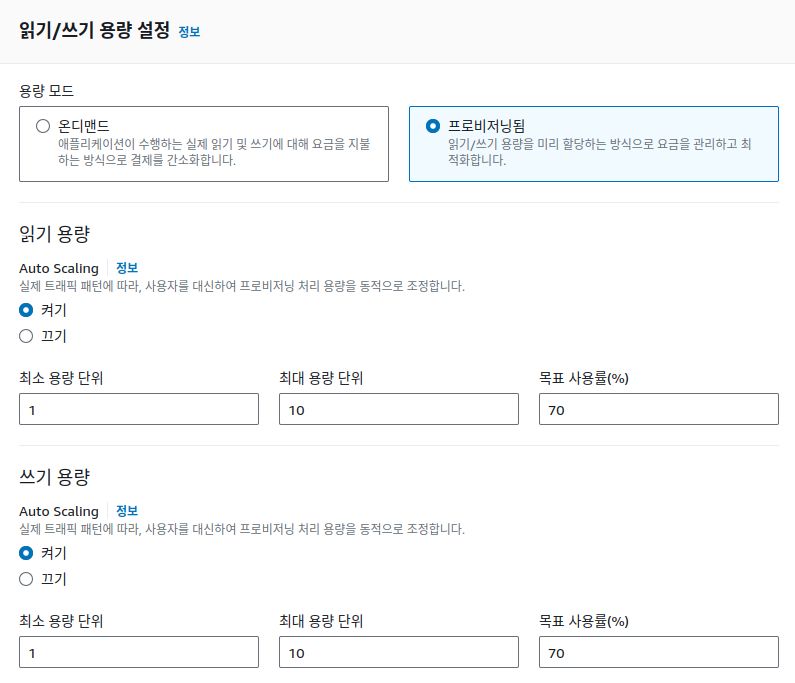 읽기/쓰기 용량 설정 정보
용량 모드
온디맨드
애플리케이션이 수행하는 실제 읽기 및 쓰기에 대해 요금을 지불
하는 방식으로 결제를 간소화합니다.
프로비저닝됨
읽기/쓰기 용량을 미리 할당하는 방식으로 요금을 관리하고 최
적화합니다.
읽기 용량
Auto Scaling 정보
실제 트래픽 패턴에 따라, 사용자를 대신하여 프로비저닝 처리 용량을 동적으로 조정합니다.
켜기
끄기
최소 용량 단위 최대 용량 단위 목표 사용률(%)
1 10 70
쓰기 용량
Auto Scaling 정보
실제 트래픽 패턴에 따라, 사용자를 대신하여 프로비저닝 처리 용량을 동적으로 조정합니다.
켜기
끄기
최소 용량 단위 최대 용량 단위 목표 사용률(%)
1 10 70